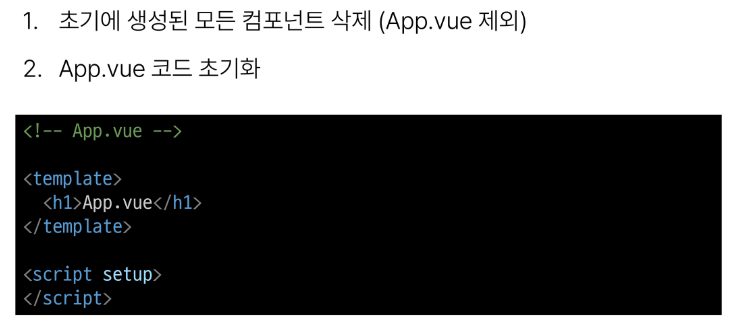 1. 초기에 생성된 모든 컴포넌트 삭제 (App.vue 제외)
2. App.vue 코드 초기화
<!-- App.vue -->
<template>
  <h1>App.vue</h1>
</template>
<script setup>
</script>